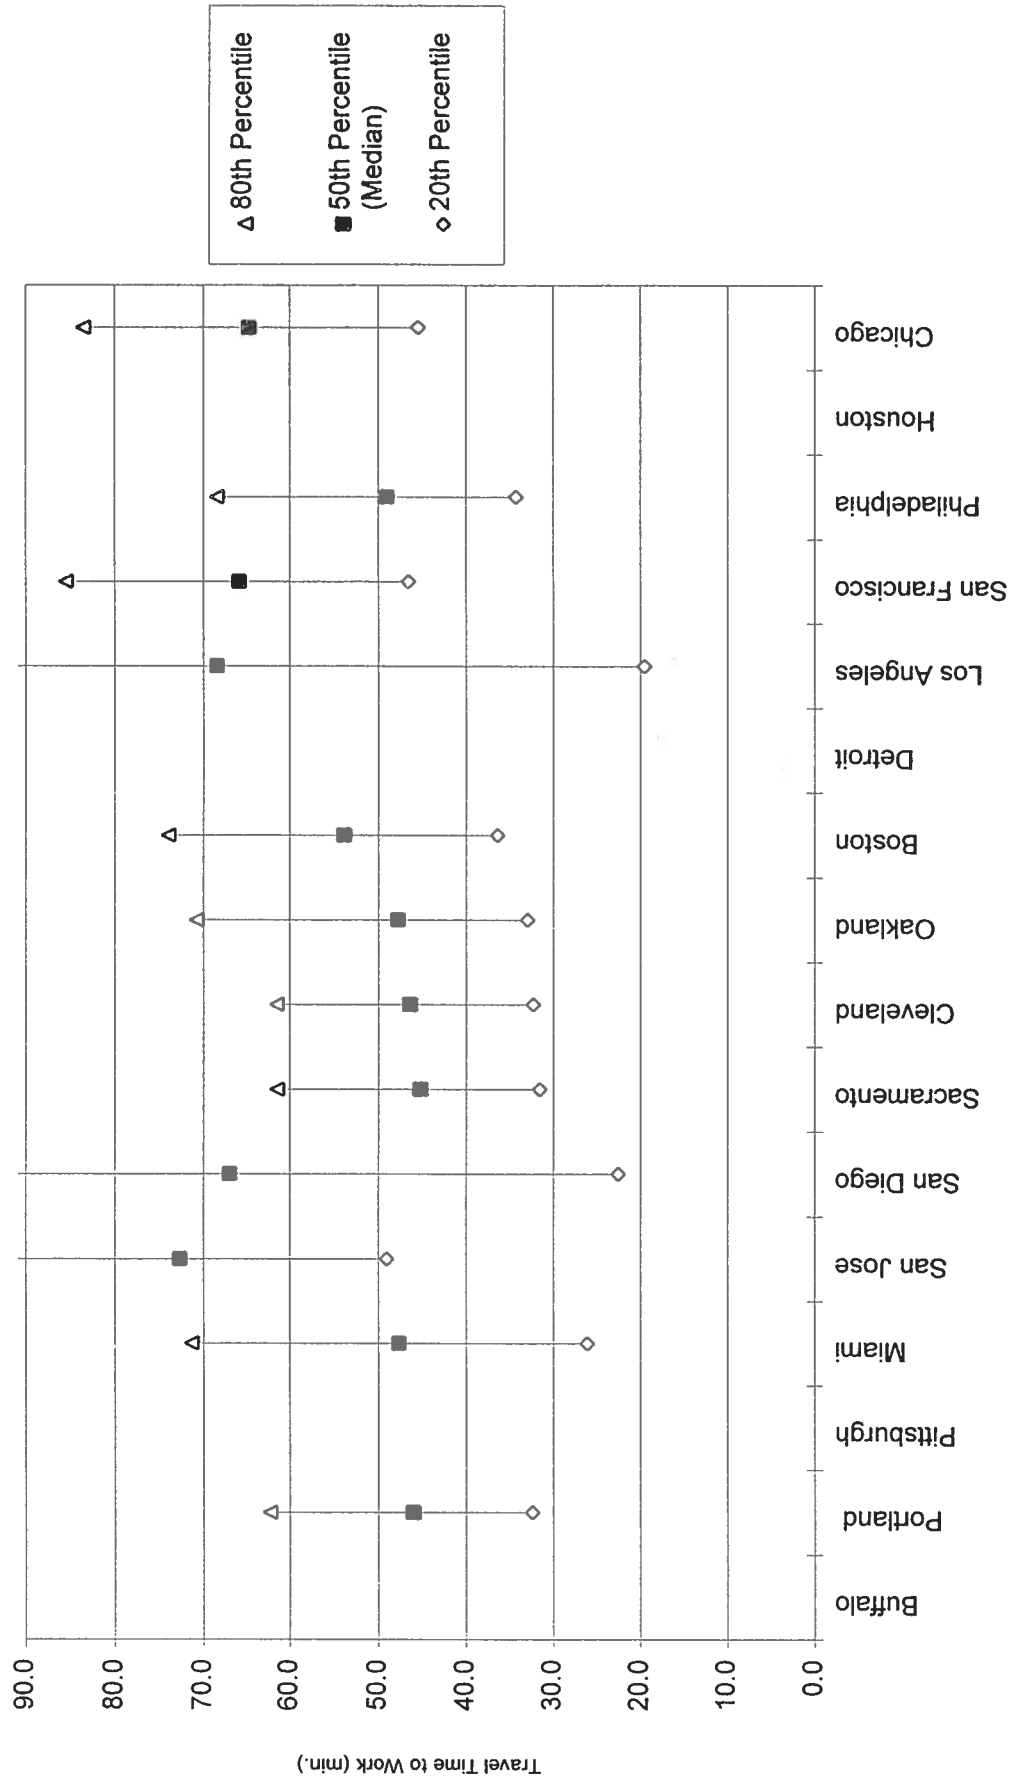 90.0
80.0
70.0
60.0
50.0
40.0
30.0
20.0
10.0
0.0
Travel Time to Work (min.)
Buffalo
Portland
Pittsburgh
Miami
San Jose
San Diego
Sacramento
Cleveland
Oakland
Boston
Detroit
Los Angeles
San Francisco
Philadelphia
Houston
Chicago
80th Percentile
50th Percentile
(Median)
20th Percentile